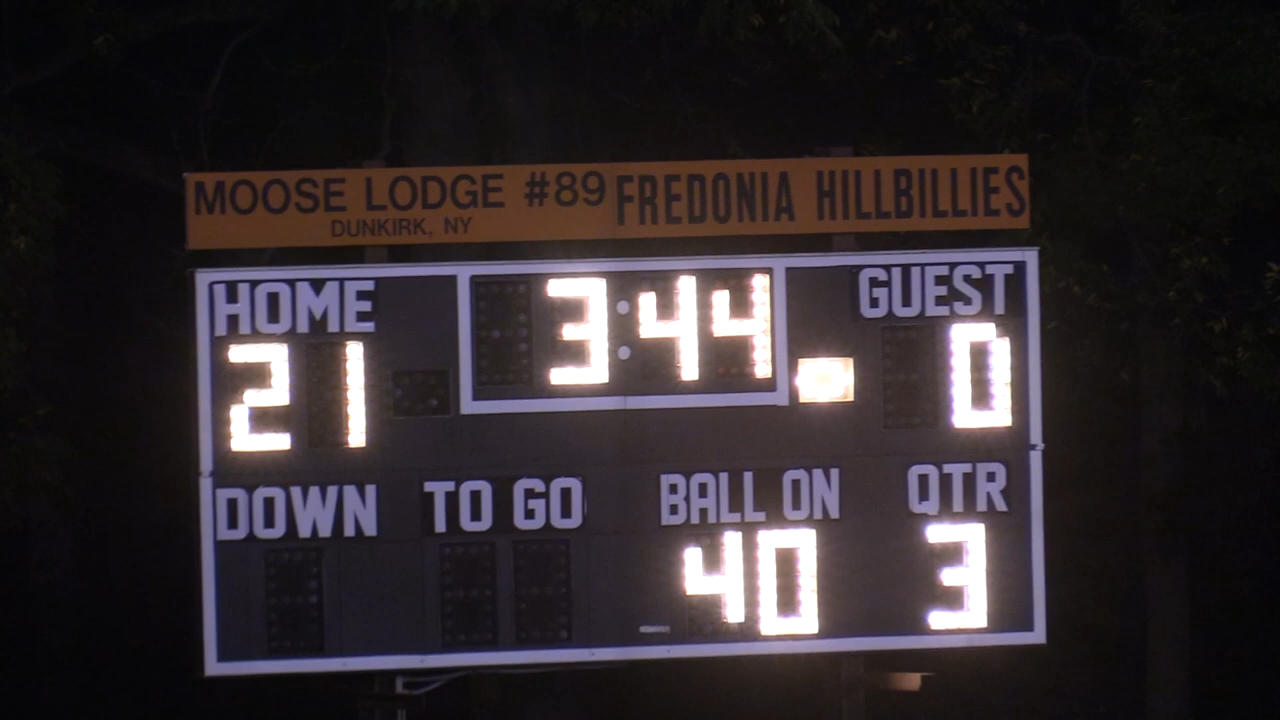 MOOSE LODGE #89 FREDONIA HILLBILLIES
DUNKIRK, NY
HOME 3:44 GUEST
21 0
DOWN TO GO BALL ON QTR
40 3